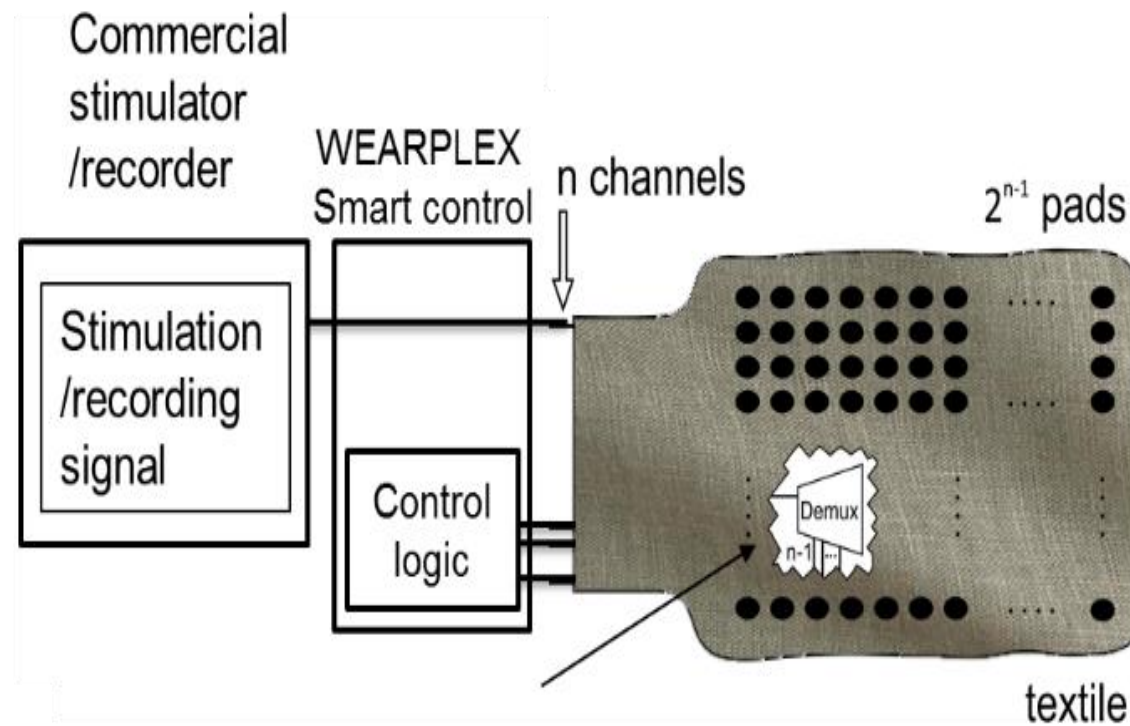 Commercial
stimulator
/recorder
WEARPLEX
Smart control
n channels
2ⁿ⁻¹ pads
Stimulation
/recording
signal
Control
logic
Demux
n-1
...
textile